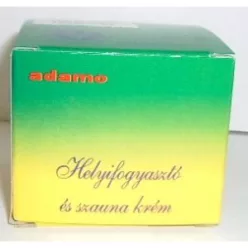 adamo
Helyifogyasztó
és szauna krém